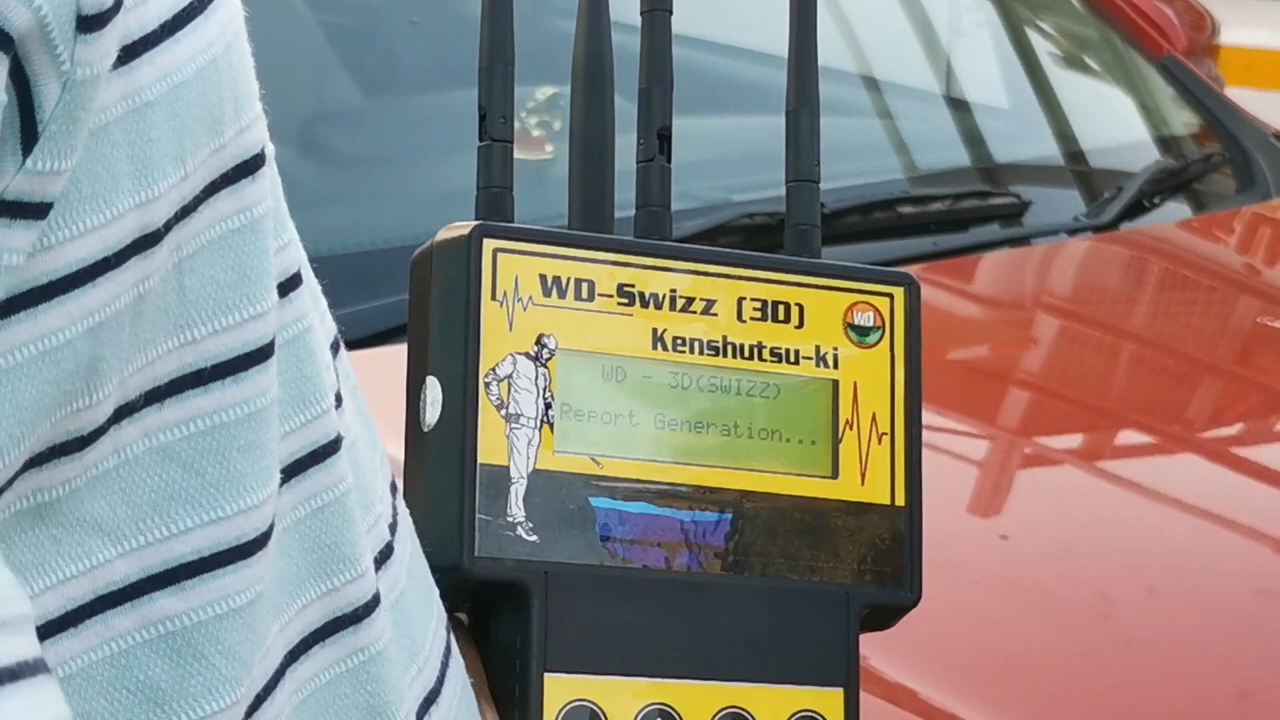 WD-Swizz (3D)
WD
Kenshutsu-ki
WD - 3D(SWIZZ)
Report Generation...